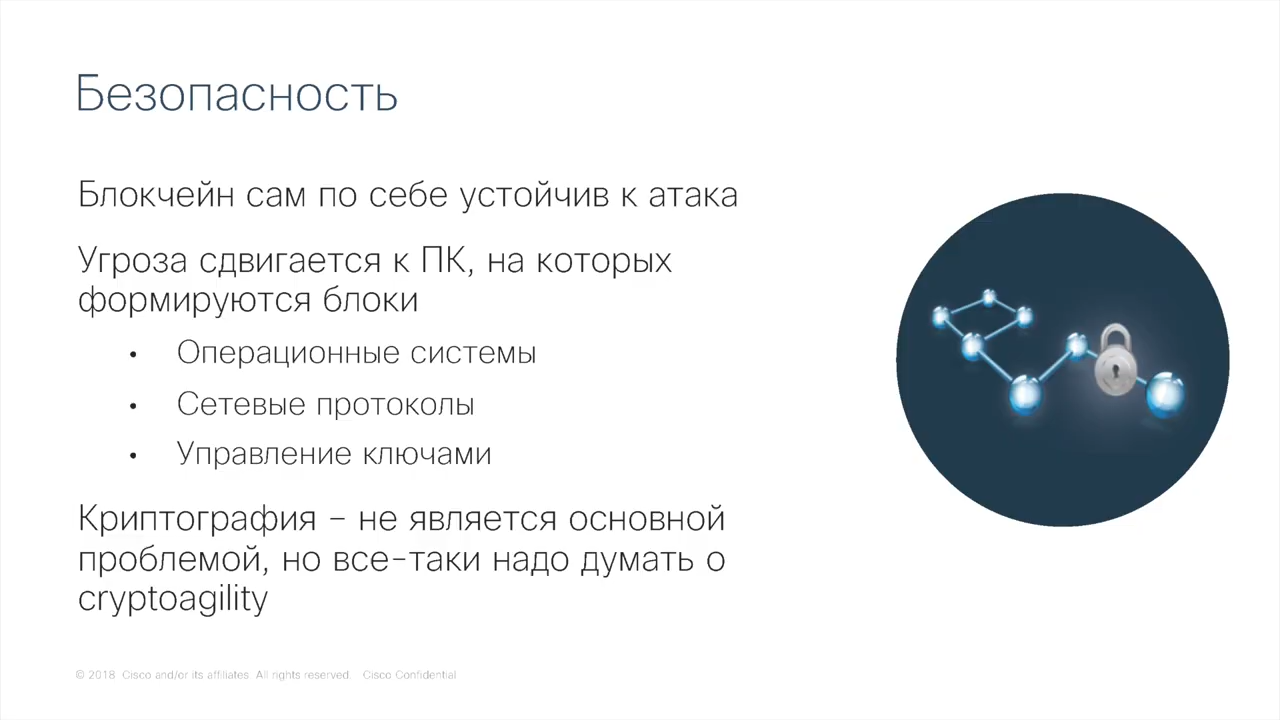 Безопасность
Блокчейн сам по себе устойчив к атака
Угроза сдвигается к ПК, на которых
формируются блоки
• Операционные системы
• Сетевые протоколы
• Управление ключами
Криптография – не является основной
проблемой, но все-таки надо думать о
cryptoagility
© 2018 Cisco and/or its affiliates All rights reserved Cisco Confidential